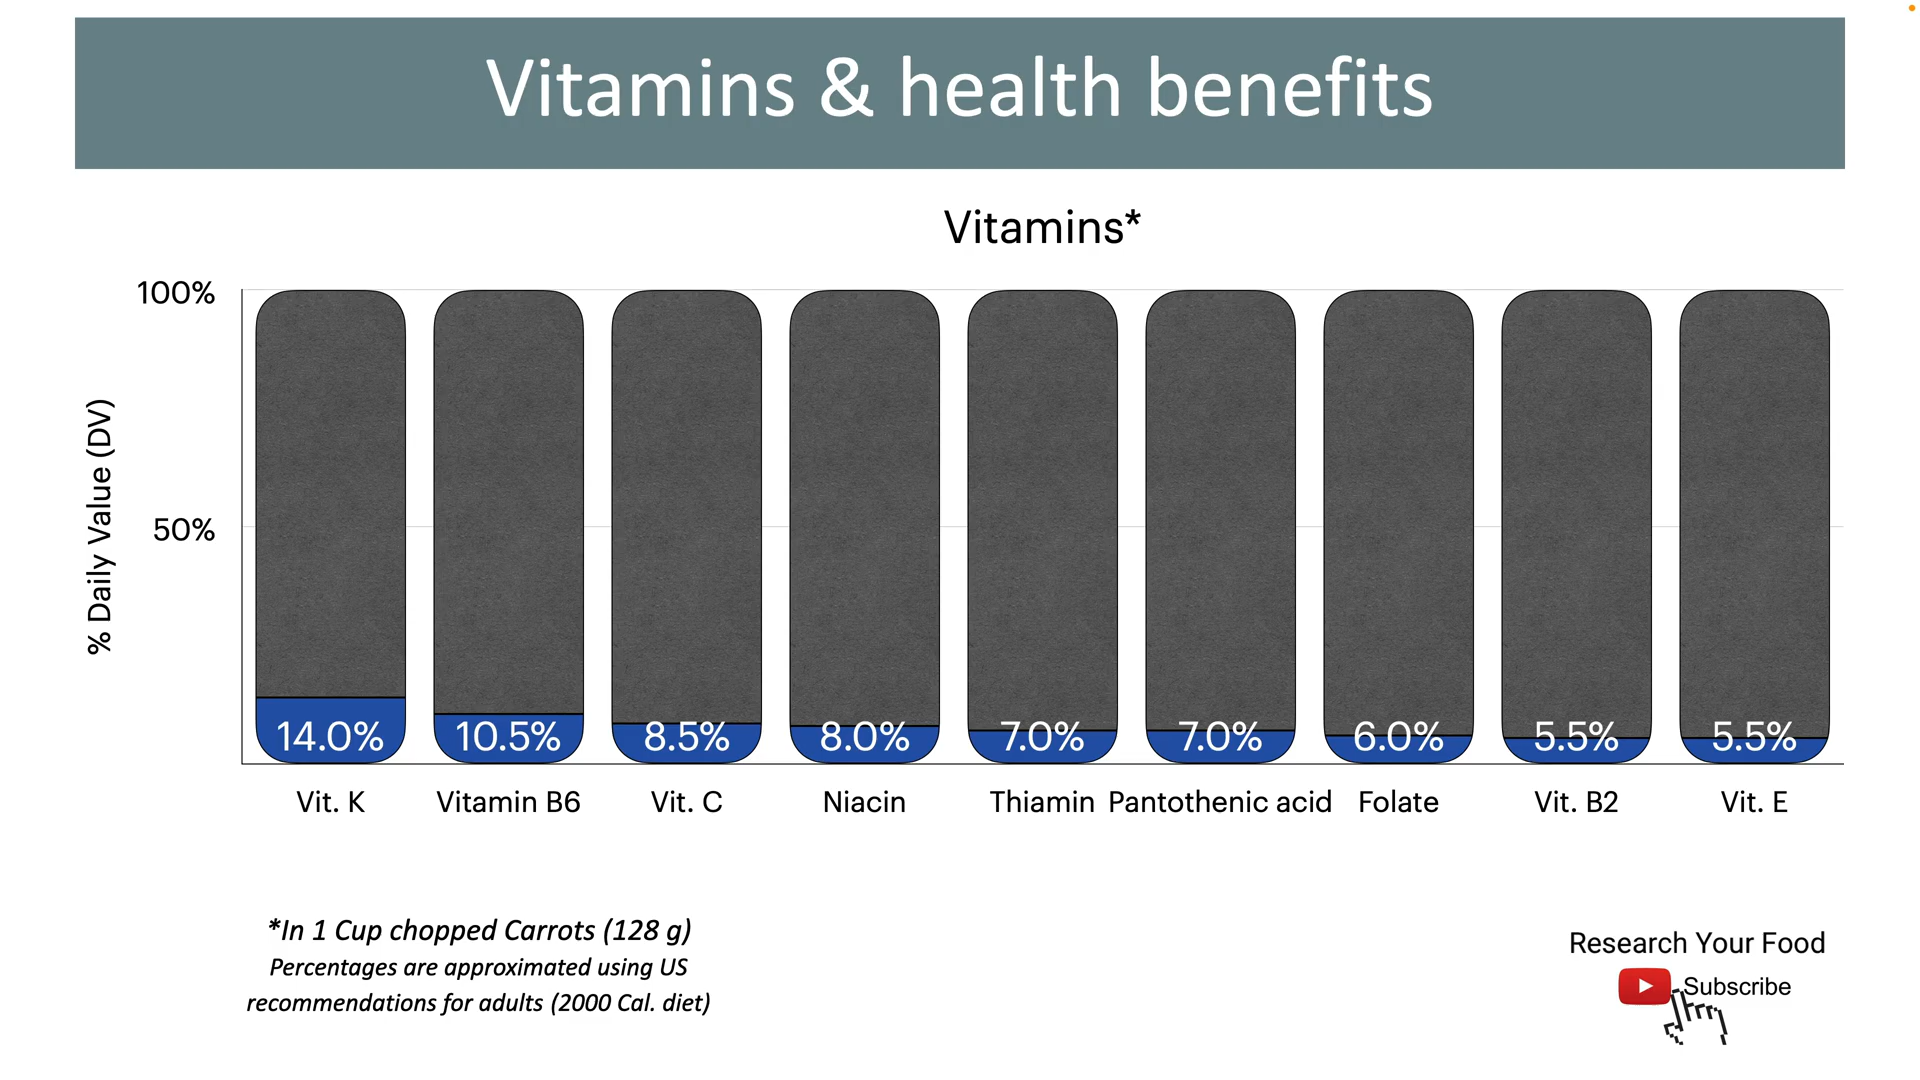 Vitamins & health benefits
Vitamins*
100%
50%
% Daily Value (DV)
14.0%
10.5%
8.5%
8.0%
7.0%
7.0%
6.0%
5.5%
5.5%
Vit. K
Vitamin B6
Vit. C
Niacin
Thiamin
Pantothenic acid
Folate
Vit. B2
Vit. E
*In 1 Cup chopped Carrots (128 g)
Percentages are approximated using US
recommendations for adults (2000 Cal. diet)
Research Your Food
Subscribe